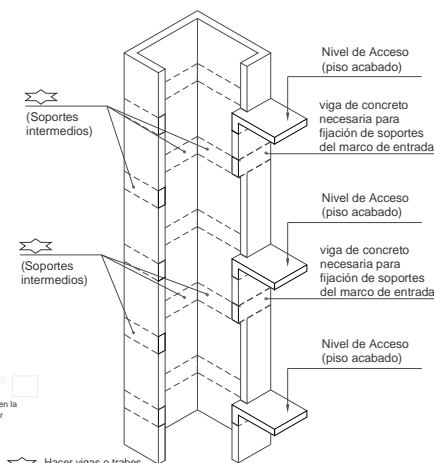 Nivel de Acceso
(piso acabado)
(Soportes
intermedios)
viga de concreto
necesaria para
fijación de soportes
del marco de entrada
Nivel de Acceso
(piso acabado)
(Soportes
intermedios)
viga de concreto
necesaria para
fijación de soportes
del marco de entrada
Nivel de Acceso
(piso acabado)
en la
Hacer vigas o trabes